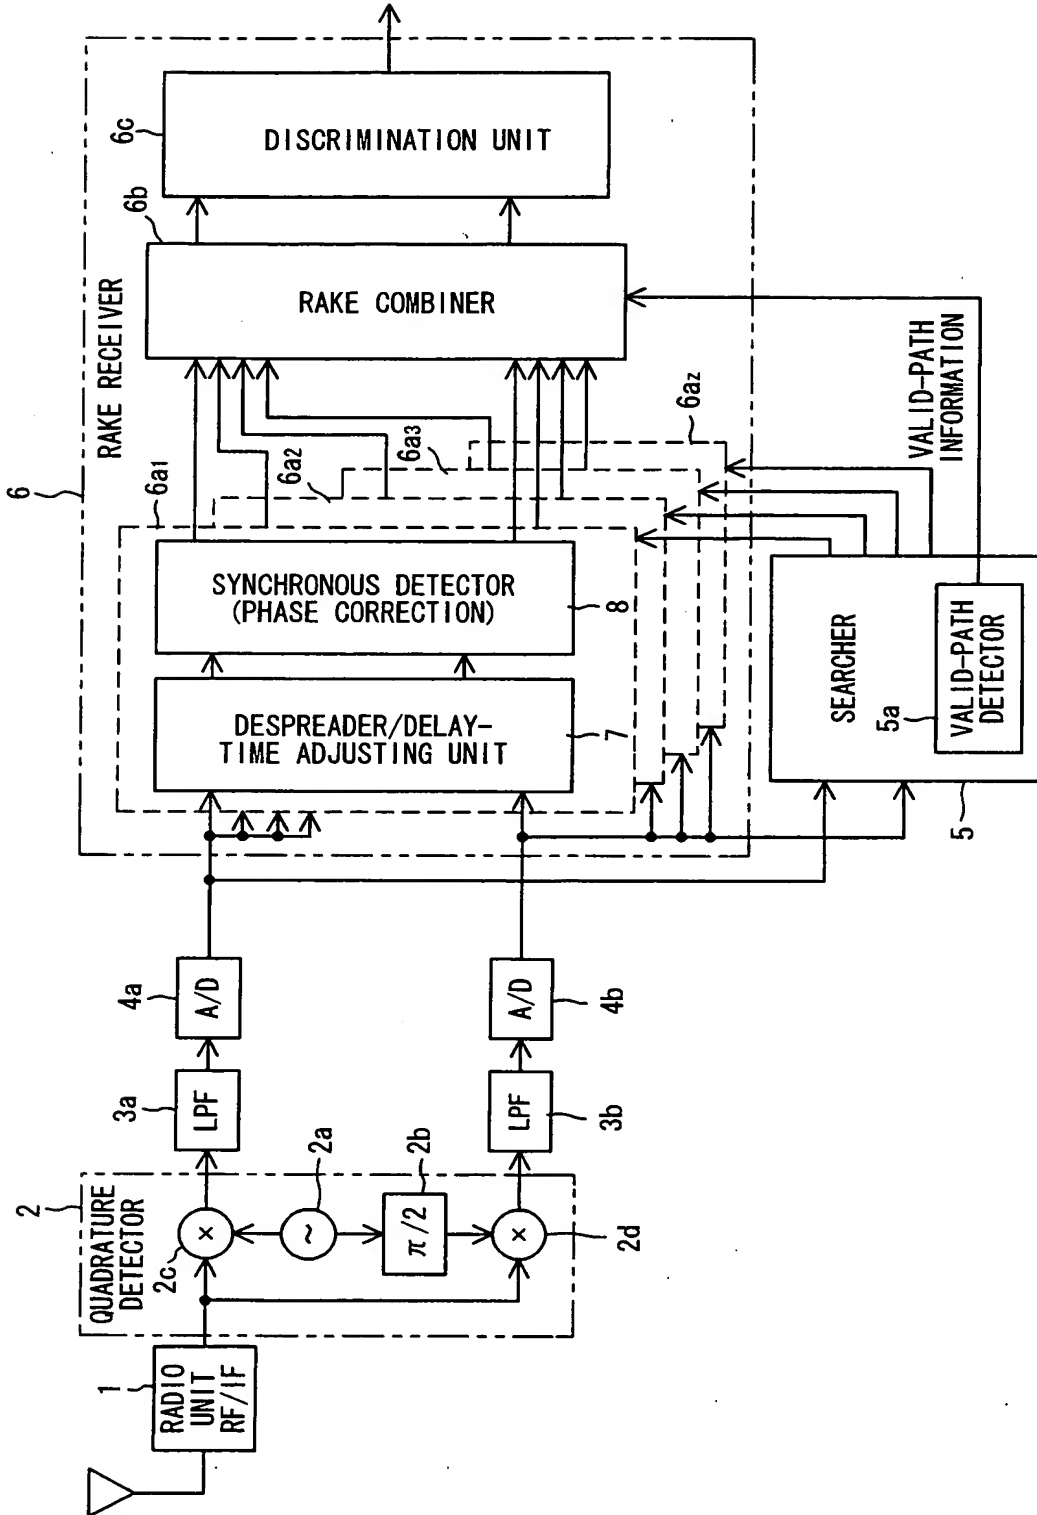 1
RADIO
UNIT
RF/IF
2
QUADRATURE
DETECTOR
2c
×
2a
~
2b
π/2
×
2d
3a
LPF
3b
LPF
4a
A/D
4b
A/D
6
RAKE RECEIVER
6a1
6a2
6a3
6az
DESPREADER/DELAY-
TIME ADJUSTING UNIT
7
SYNCHRONOUS DETECTOR
(PHASE CORRECTION)
8
6b
RAKE COMBINER
6c
DISCRIMINATION UNIT
5
SEARCHER
5a
VALID-PATH
DETECTOR
VALID-PATH
INFORMATION